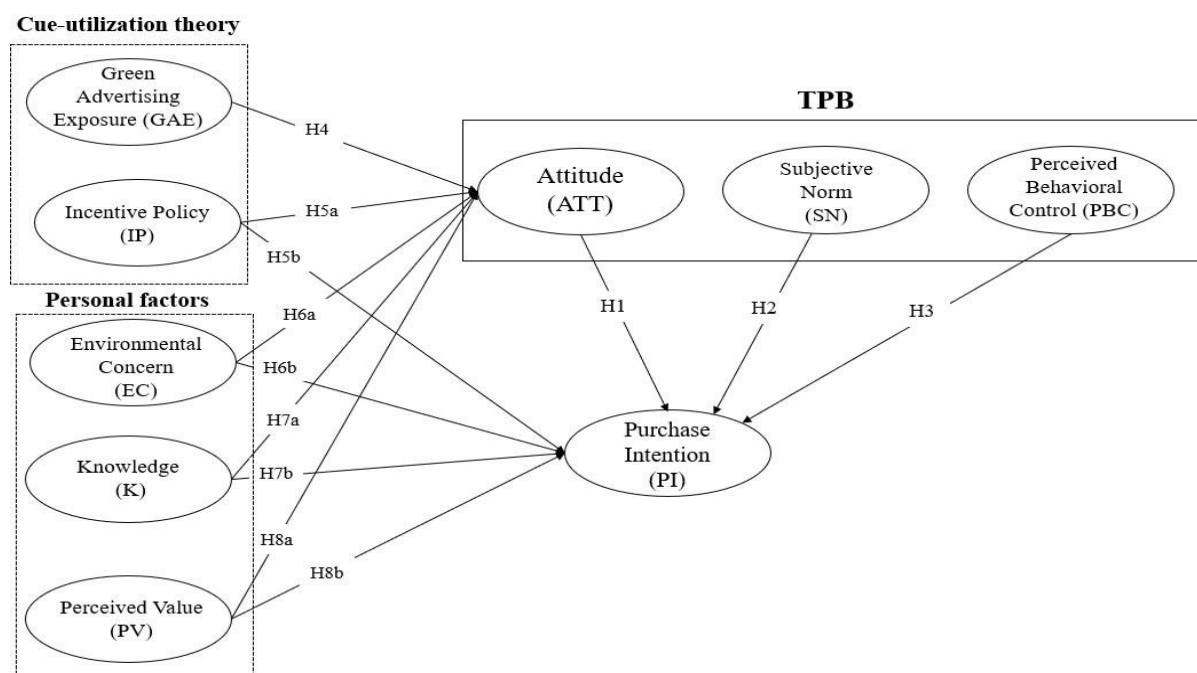 Cue-utilization theory
Green
Advertising
Exposure (GAE)
Incentive Policy
(IP)
Personal factors
Environmental
Concern
(EC)
Knowledge
(K)
Perceived Value
(PV)
H4
H5a
H5b
H6a
H6b
H7a
H7b
H8a
H8b
TPB
Attitude
(ATT)
Subjective
Norm
(SN)
Perceived
Behavioral
Control (PBC)
H1
H2
H3
Purchase
Intention
(PI)